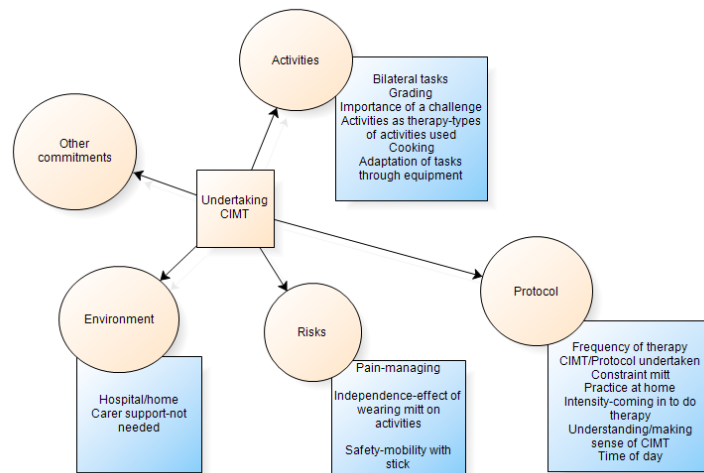 Activities
Bilateral tasks
Grading
Importance of a challenge
Activities as therapy-types
of activities used
Cooking
Adaptation of tasks
through equipment
Other
commitments
Undertaking
CIMT
Environment
Hospital/home
Carer support-not
needed
Risks
Pain-managing
Independence-effect of
wearing mitt on
activities
Safety-mobility with
stick
Protocol
Frequency of therapy
CIMT/Protocol undertaken
Constraint mitt
Practice at home
Intensity-coming in to do
therapy
Understanding/making
sense of CIMT
Time of day